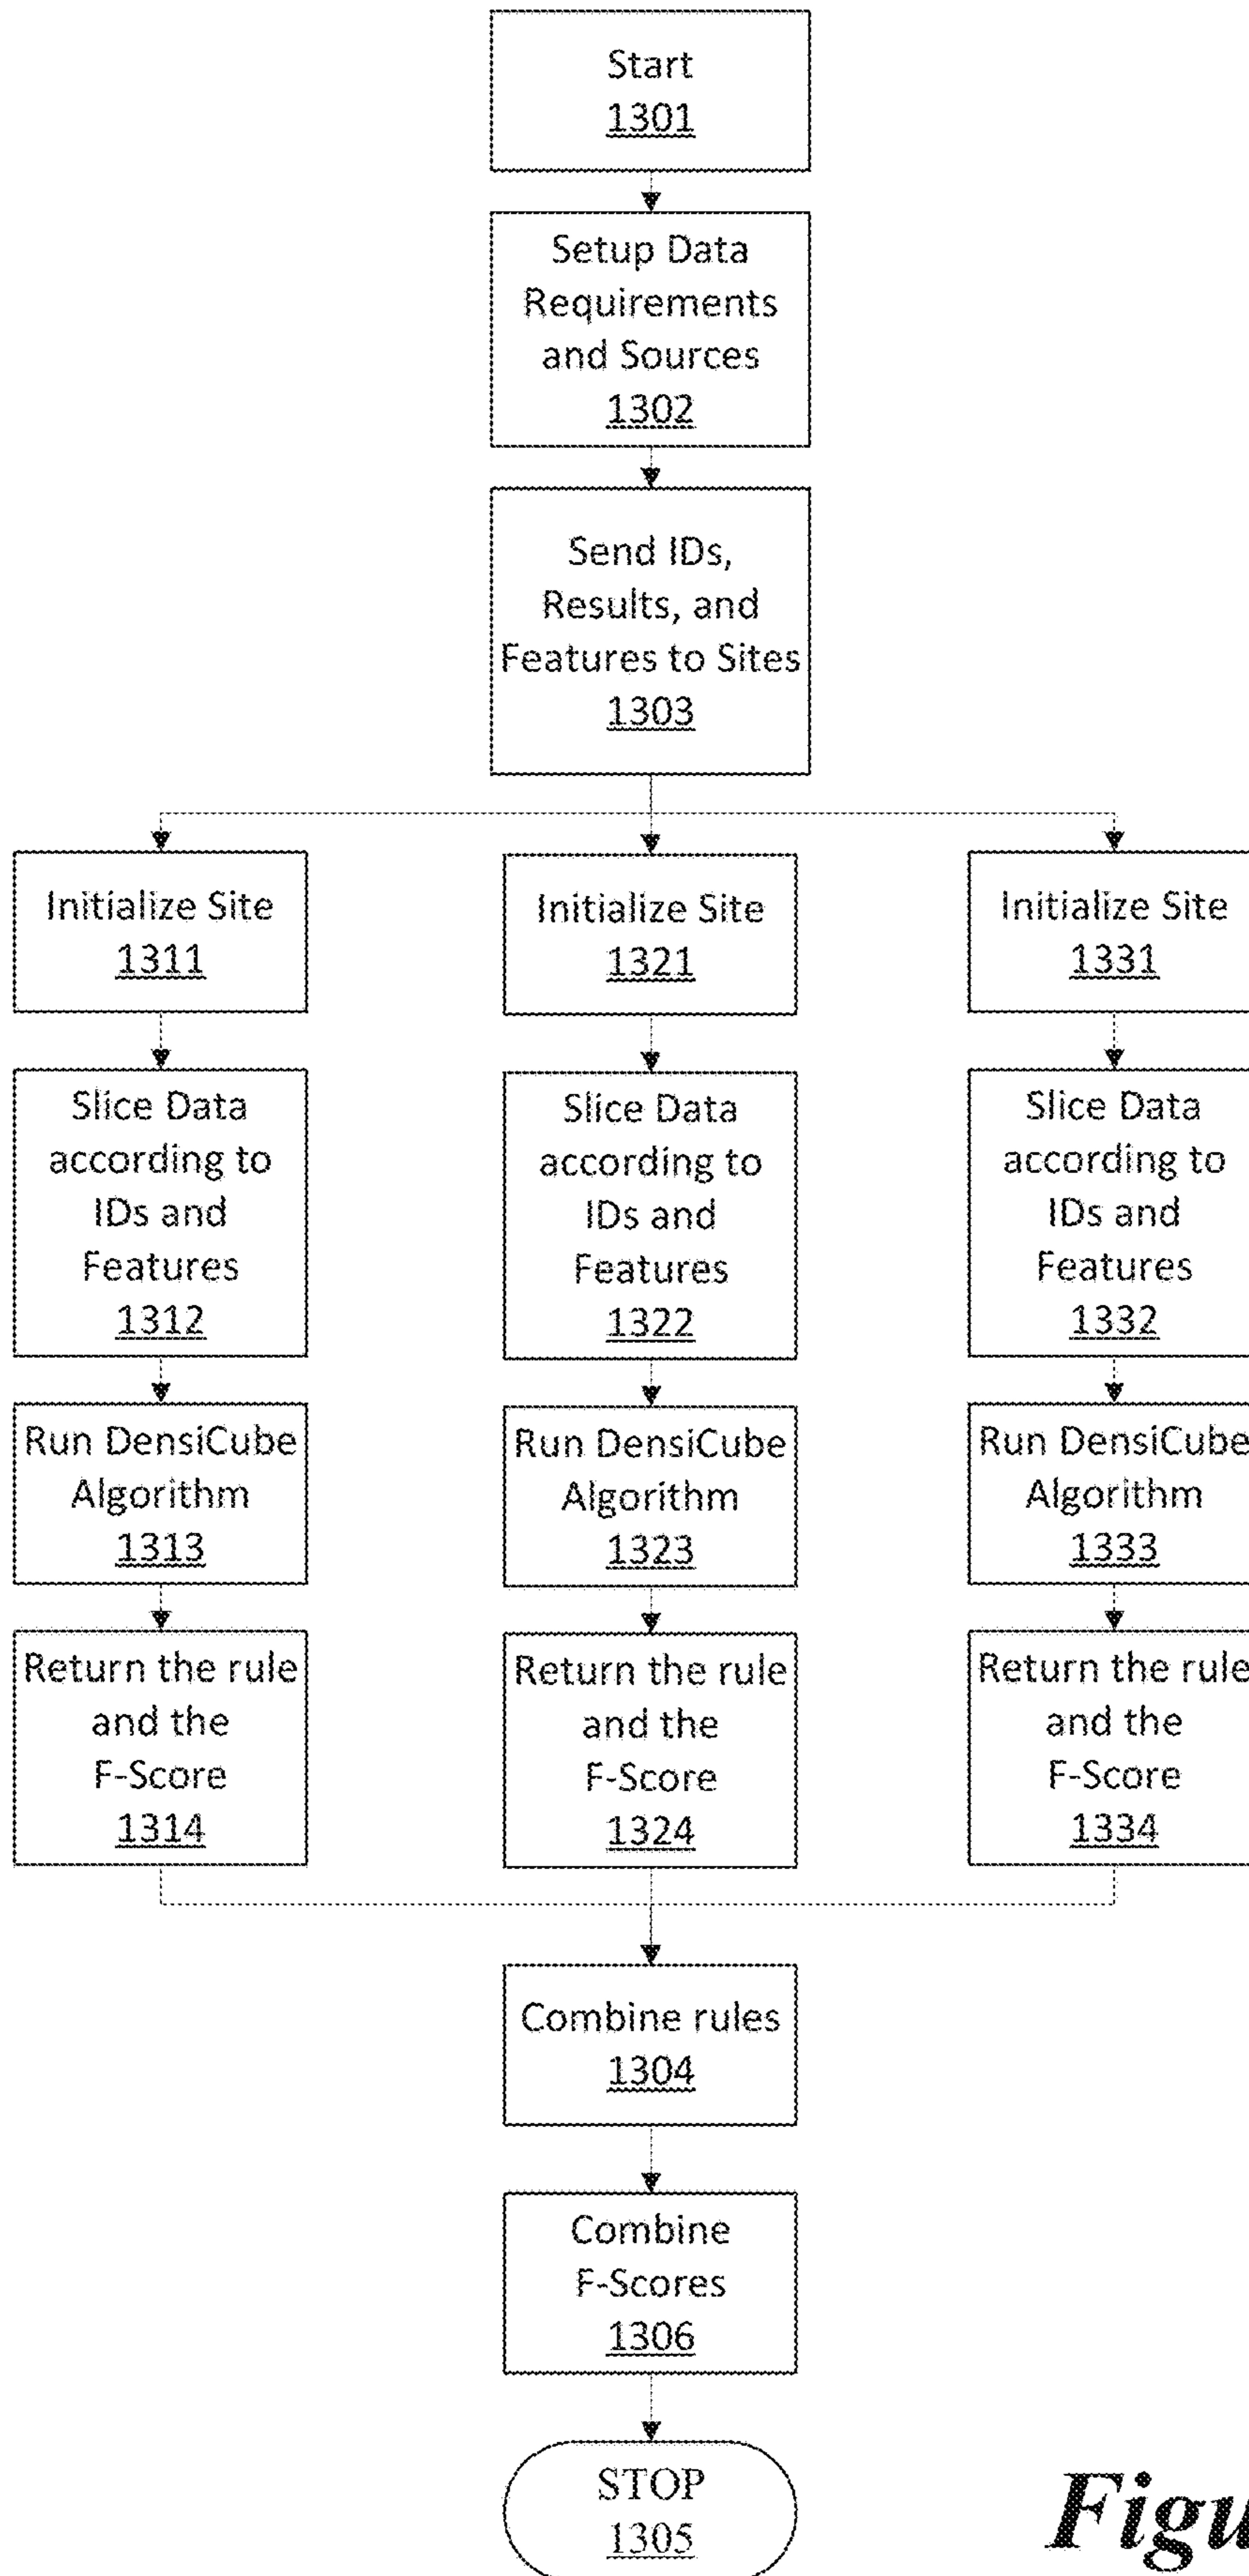 Start
1301
Setup Data
Requirements
and Sources
1302
Send IDs,
Results, and
Features to Sites
1303
Initialize Site
1311
Slice Data
according to
IDs and
Features
1312
Run DensiCube
Algorithm
1313
Return the rule
and the
F-Score
1314
Initialize Site
1321
Slice Data
according to
IDs and
Features
1322
Run DensiCube
Algorithm
1323
Return the rule
and the
F-Score
1324
Initialize Site
1331
Slice Data
according to
IDs and
Features
1332
Run DensiCube
Algorithm
1333
Return the rule
and the
F-Score
1334
Combine rules
1304
Combine
F-Scores
1306
STOP
1305
Figu